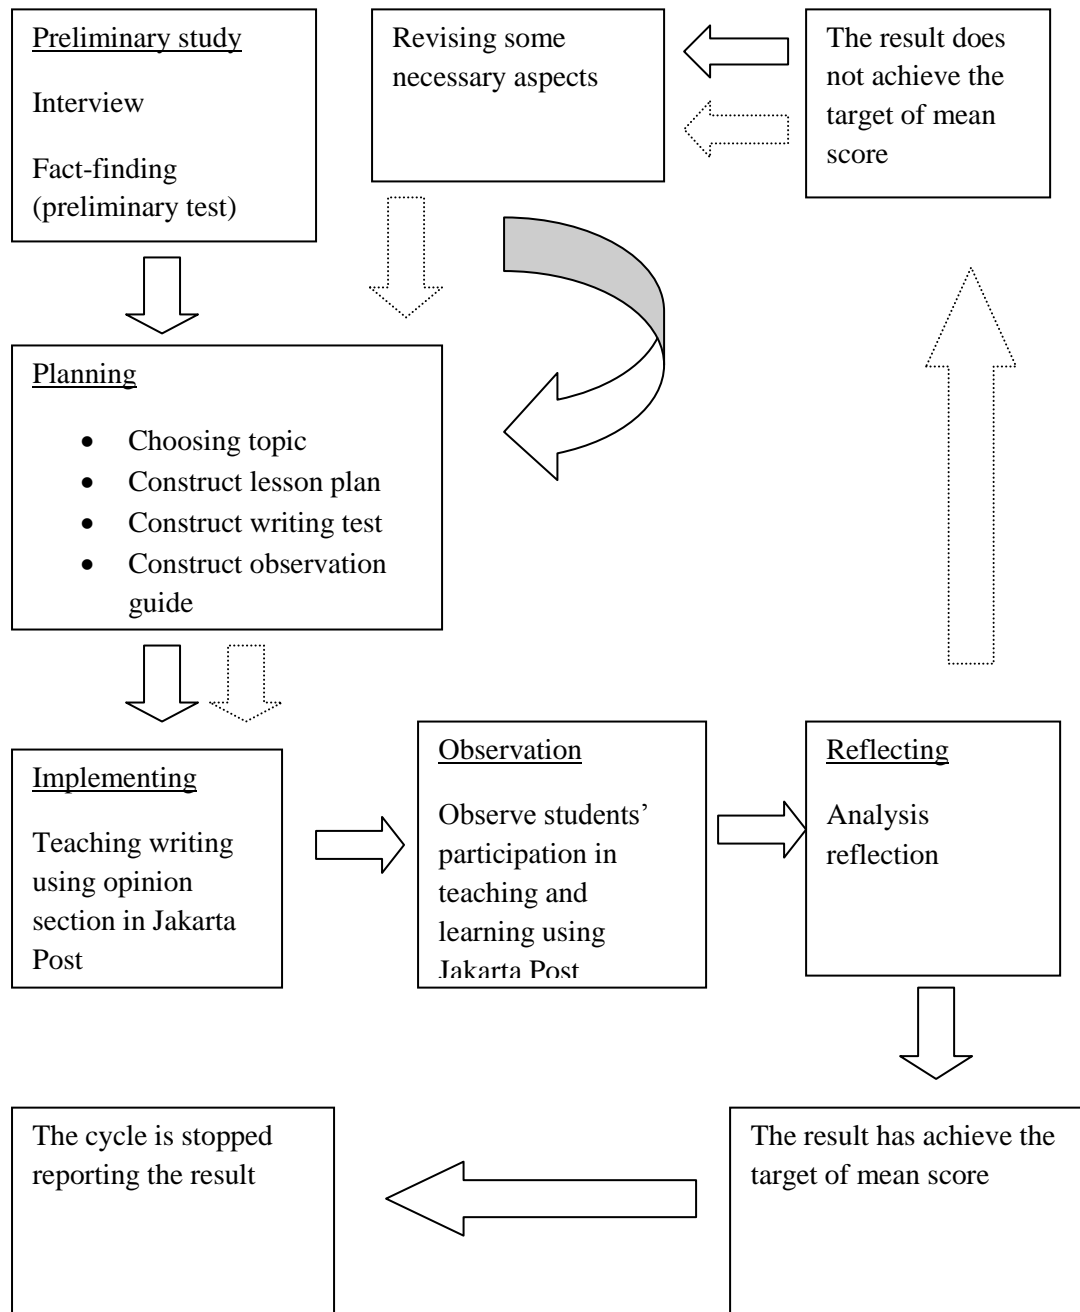 Preliminary study
Interview
Fact-finding
(preliminary test)
Revising some
necessary aspects
The result does
not achieve the
target of mean
score
Planning
• Choosing topic
• Construct lesson plan
• Construct writing test
• Construct observation
guide
Implementing
Teaching writing
using opinion
section in Jakarta
Post
Observation
Observe students’
participation in
teaching and
learning using
Jakarta Post
Reflecting
Analysis
reflection
The cycle is stopped
reporting the result
The result has achieve the
target of mean score